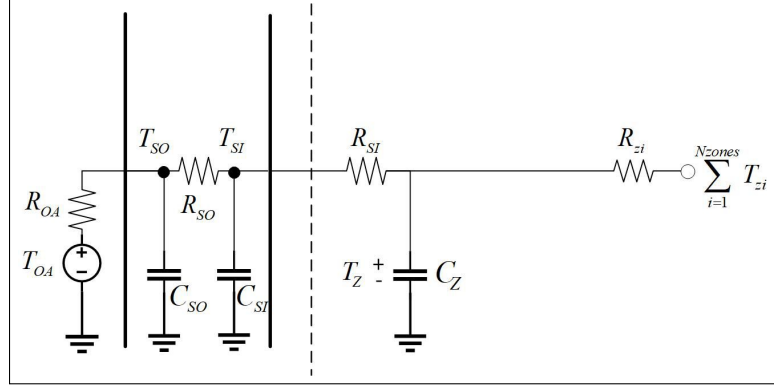 T_SO
T_SI
R_SI
R_zi
Nzones
∑ T_zi
i=1
R_OA
R_SO
T_OA
+
-
C_SO
C_SI
T_Z
+
-
C_Z